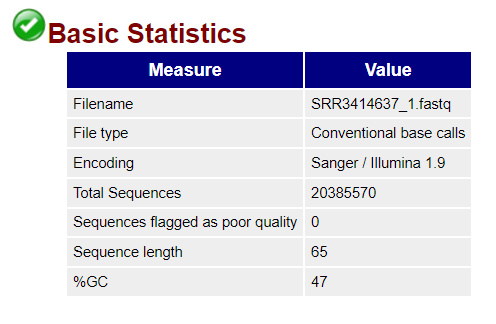 Basic Statistics
Measure Value
Filename SRR3414637_1.fastq
File type Conventional base calls
Encoding Sanger / Illumina 1.9
Total Sequences 20385570
Sequences flagged as poor quality 0
Sequence length 65
%GC 47